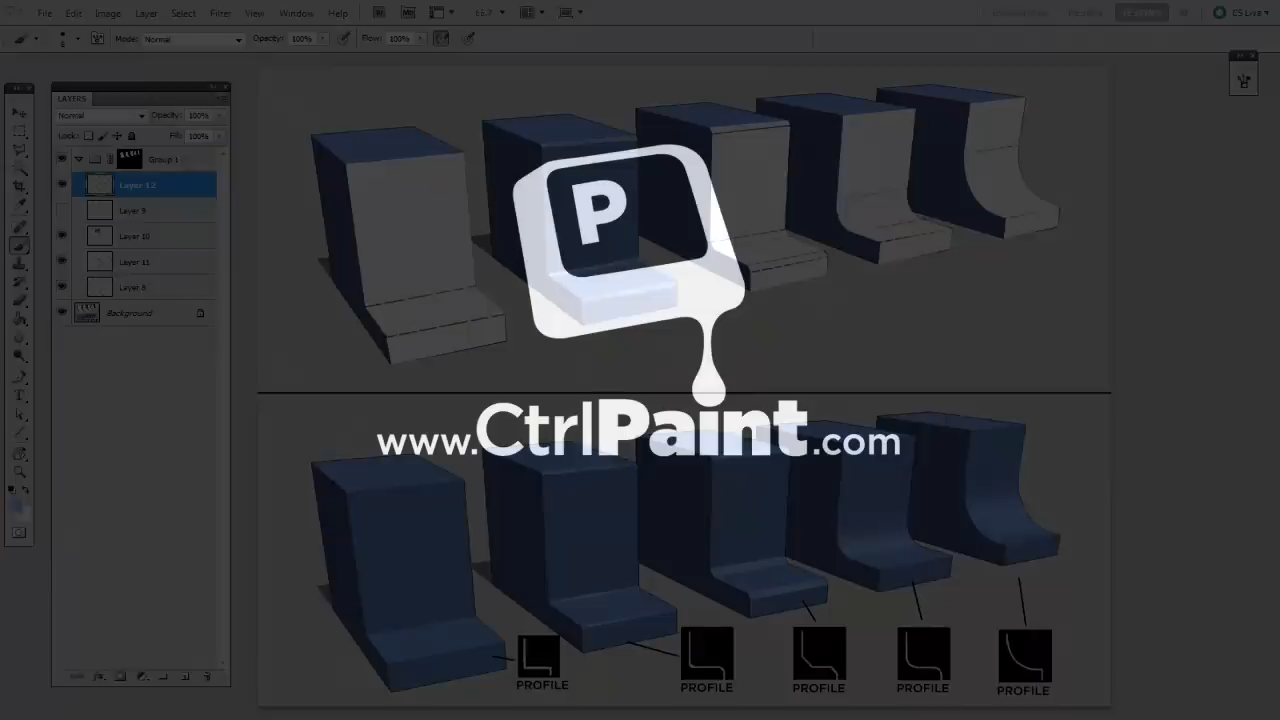 File Edit Image Layer Select Filter View Window Help
CS Live
Mode: Normal Opacity: 100% Flow: 100%
LAYERS
Normal Opacity: 100%
Lock: Fill: 100%
Group 1
Layer 12
Layer 9
Layer 10
Layer 11
Layer 8
Background
P
www.CtrlPaint.com
PROFILE
PROFILE
PROFILE
PROFILE
PROFILE